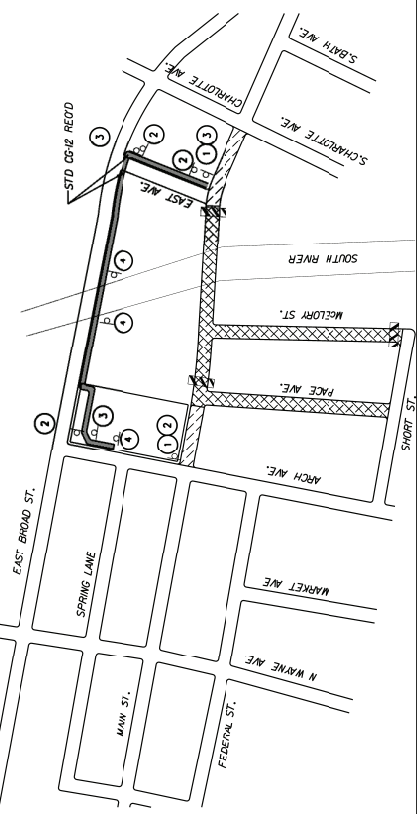 S.BATH AVE.
CHARLOTTE AVE.
S.CHARLOTTE AVE.
STD CG-12 REQ'D
3
2
2
1
3
EAST AVE.
SOUTH RIVER
4
McELORY ST.
4
PACE AVE.
SHORT ST.
2
3
4
1
2
ARCH AVE.
EAST BROAD ST.
SPRING LANE
MARKET AVE
N WAYNE AVE
MAIN ST.
FEDERAL ST.